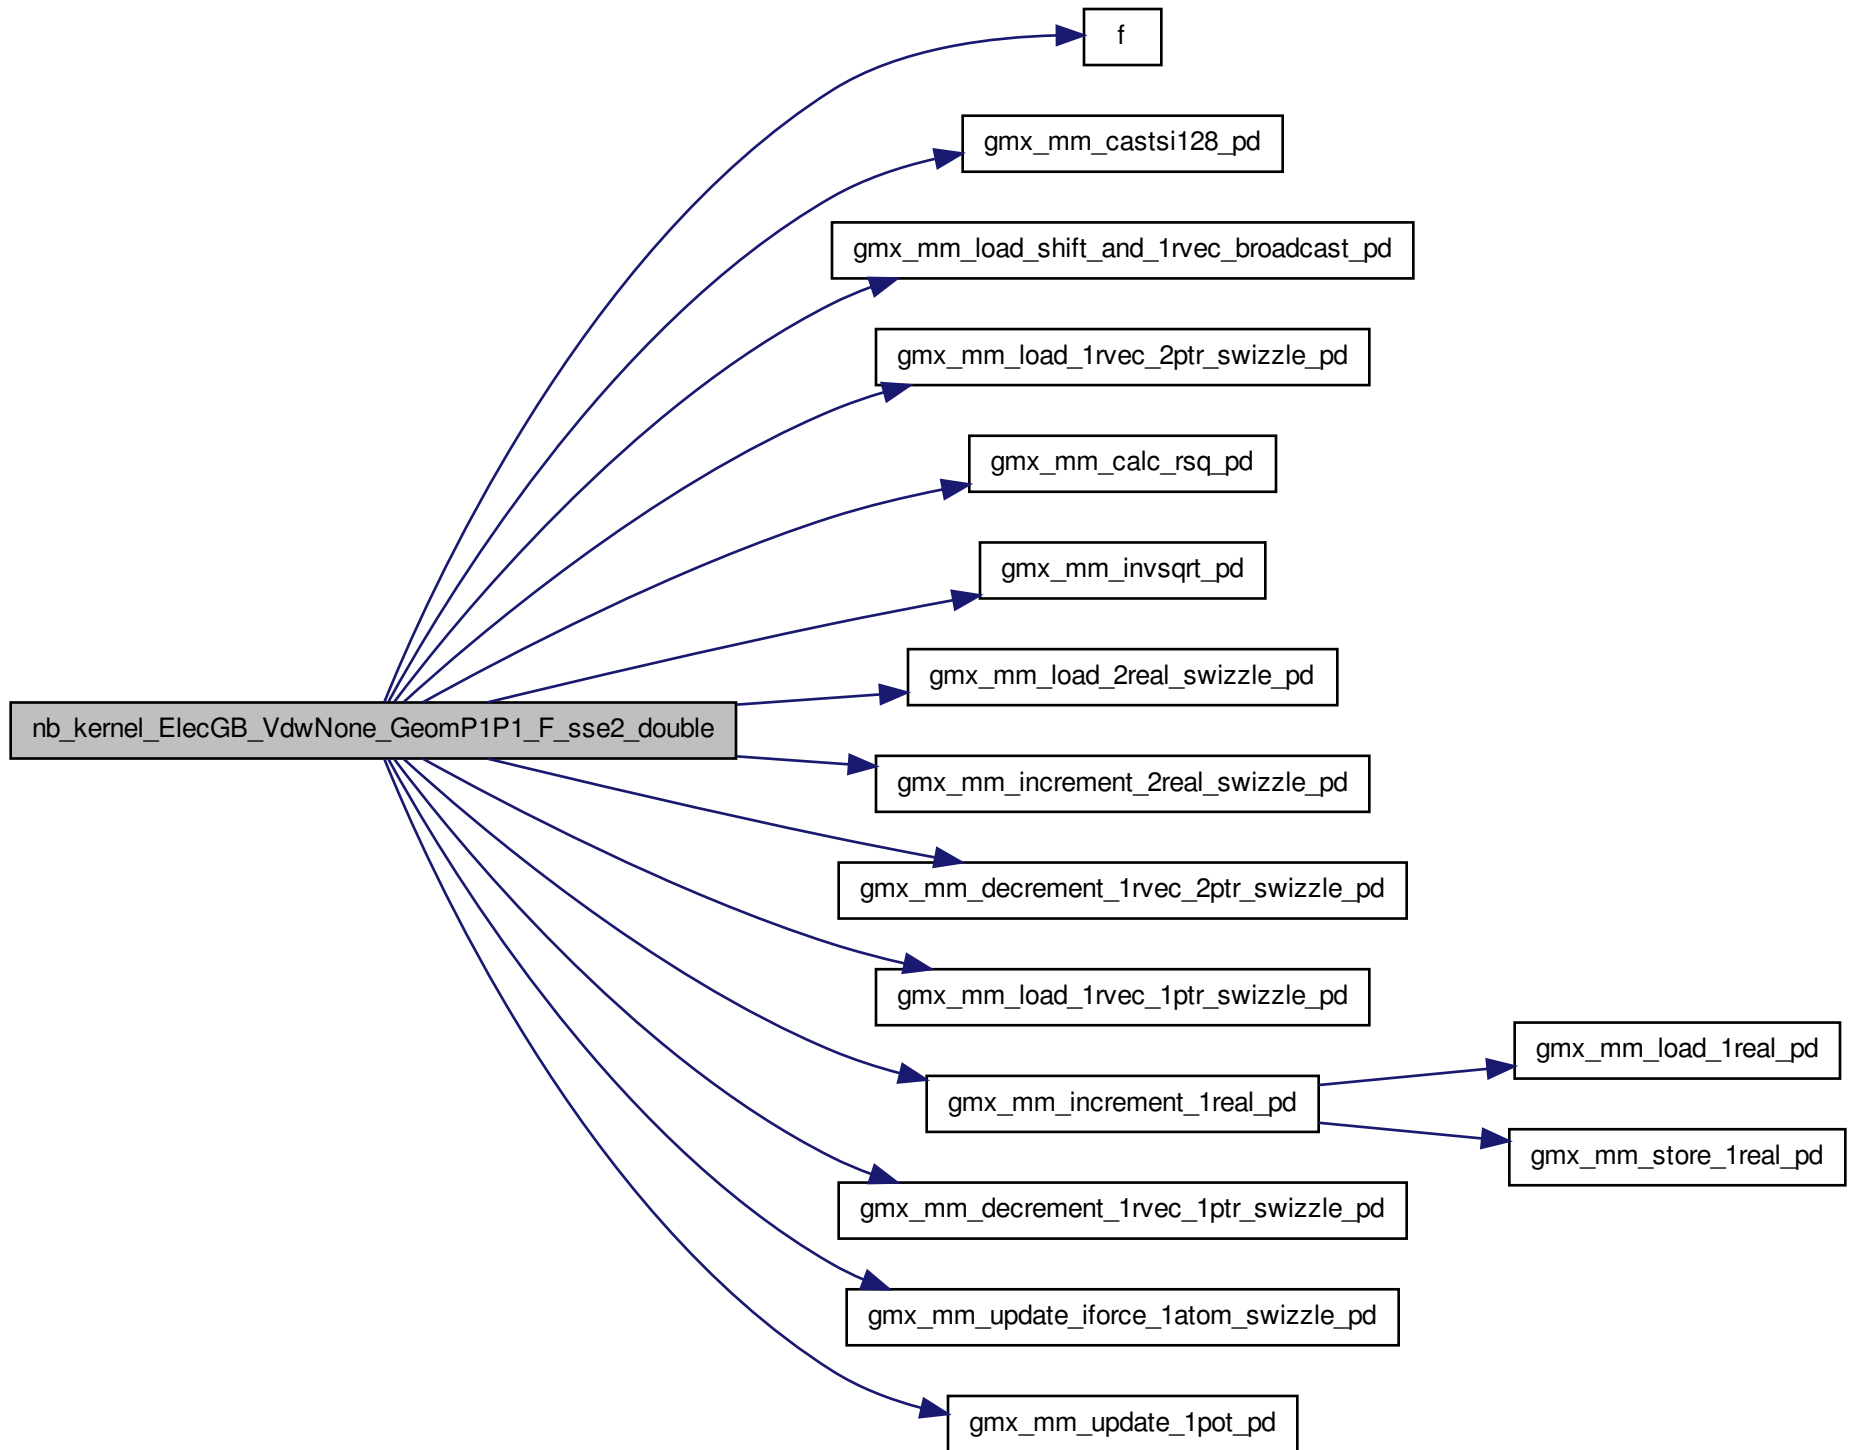 f
gmx_mm_castsi128_pd
gmx_mm_load_shift_and_1rvec_broadcast_pd
gmx_mm_load_1rvec_2ptr_swizzle_pd
gmx_mm_calc_rsq_pd
gmx_mm_invsqrt_pd
gmx_mm_load_2real_swizzle_pd
nb_kernel_ElecGB_VdwNone_GeomP1P1_F_sse2_double
gmx_mm_increment_2real_swizzle_pd
gmx_mm_decrement_1rvec_2ptr_swizzle_pd
gmx_mm_load_1rvec_1ptr_swizzle_pd
gmx_mm_load_1real_pd
gmx_mm_increment_1real_pd
gmx_mm_store_1real_pd
gmx_mm_decrement_1rvec_1ptr_swizzle_pd
gmx_mm_update_iforce_1atom_swizzle_pd
gmx_mm_update_1pot_pd